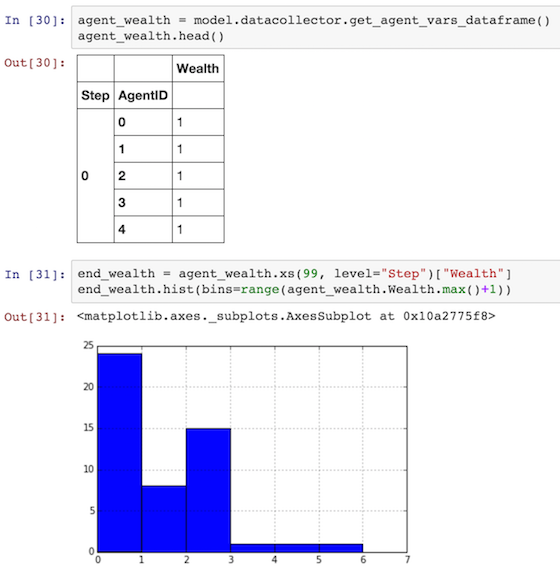 In [30]: agent_wealth = model.datacollector.get_agent_vars_dataframe()
agent_wealth.head()
Out[30]:
Wealth
Step AgentID
0 1
1 1
0 2 1
3 1
4 1
In [31]: end_wealth = agent_wealth.xs(99, level="Step")["Wealth"]
end_wealth.hist(bins=range(agent_wealth.Wealth.max()+1))
Out[31]: <matplotlib.axes._subplots.AxesSubplot at 0x10a2775f8>
25
20
15
10
5
0
0 1 2 3 4 5 6 7